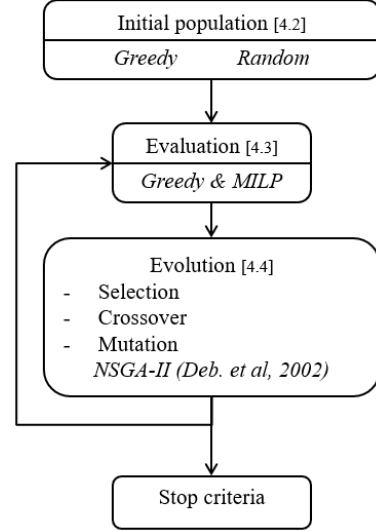 Initial population [4.2]
Greedy Random
Evaluation [4.3]
Greedy & MILP
Evolution [4.4]
- Selection
- Crossover
- Mutation
NSGA-II (Deb. et al, 2002)
Stop criteria